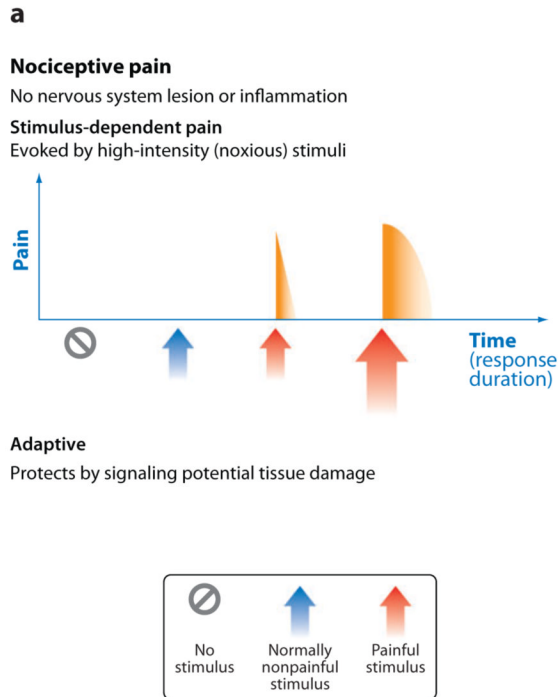 a
Nociceptive pain
No nervous system lesion or inflammation
Stimulus-dependent pain
Evoked by high-intensity (noxious) stimuli
Pain
Time
(response
duration)
Adaptive
Protects by signaling potential tissue damage
No
stimulus
Normally
nonpainful
stimulus
Painful
stimulus